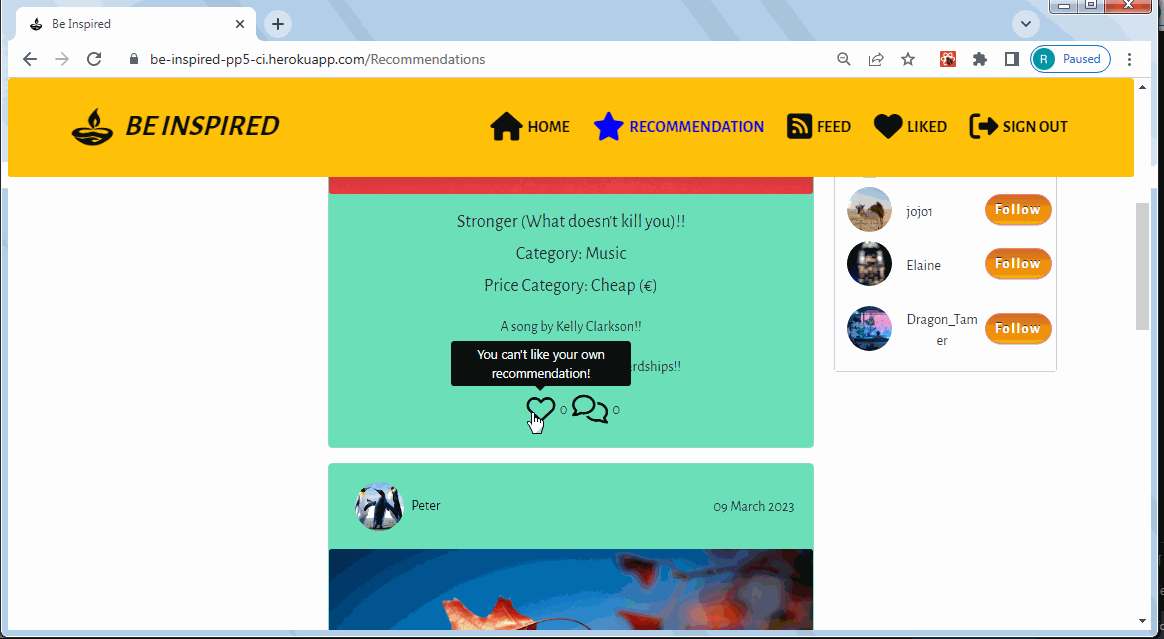 Be Inspired
be-inspired-pp5-ci.herokuapp.com/Recommendations
R Paused
BE INSPIRED
HOME
RECOMMENDATION
FEED
LIKED
SIGN OUT
Stronger (What doesn't kill you)!!
Category: Music
Price Category: Cheap (€)
A song by Kelly Clarkson!!
You can't like your own
recommendation!
rdships!!
0 0
jojo1 Follow
Elaine Follow
Dragon_Tam
er
Follow
Peter 09 March 2023